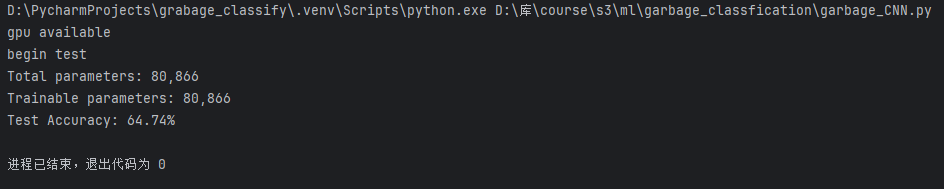 D:\PycharmProjects\grabage_classify\.venv\Scripts\python.exe D:\库\course\s3\ml\garbage_classfication\garbage_CNN.py
gpu available
begin test
Total parameters: 80,866
Trainable parameters: 80,866
Test Accuracy: 64.74%
进程已结束，退出代码为 0